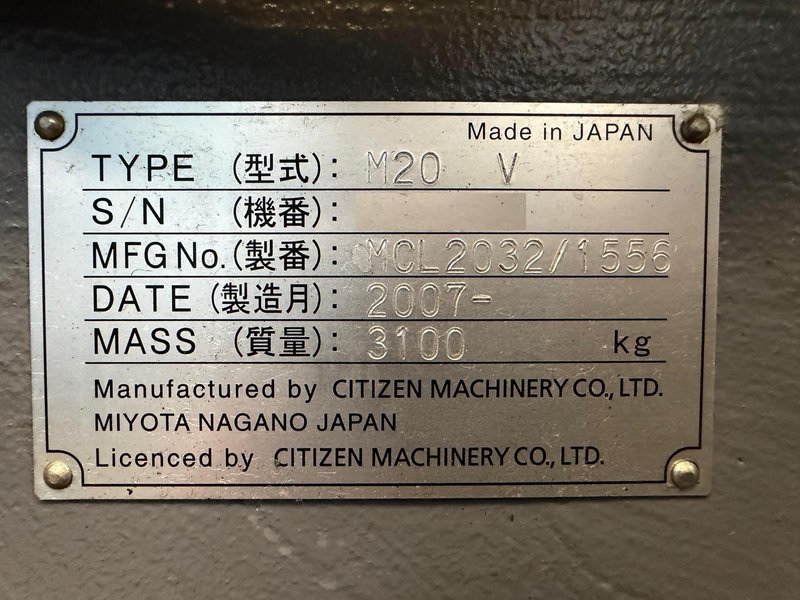 Made in JAPAN
TYPE (型式): M20 V
S/N (機番):
MFG No. (製番): MCL2032/1556
DATE (製造月): 2007-
MASS (質量): 3100 kg
Manufactured by CITIZEN MACHINERY CO., LTD.
MIYOTA NAGANO JAPAN
Licenced by CITIZEN MACHINERY CO., LTD.